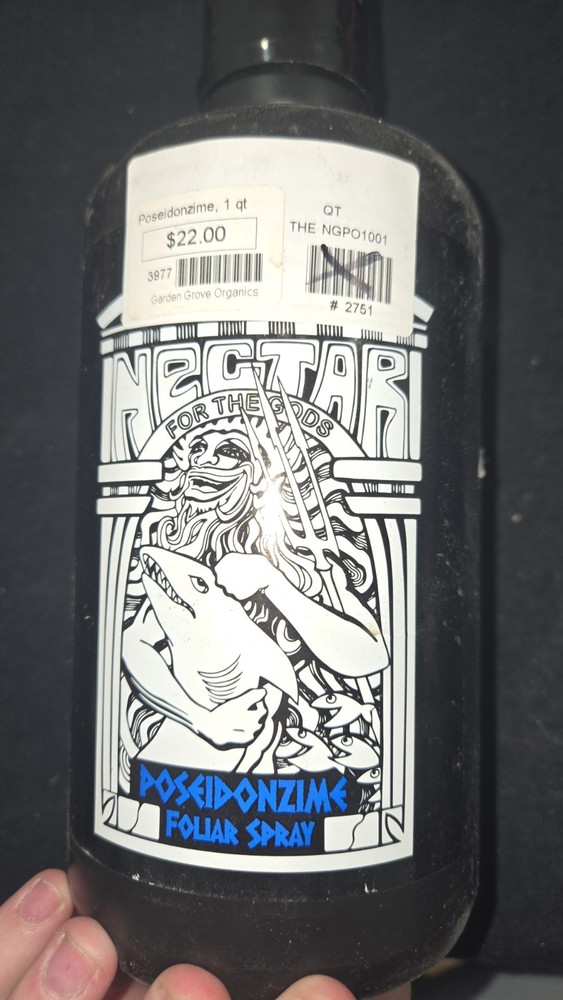 Poseidonzime, 1 qt
$22.00
3977
Garden Grove Organics
QT
THE NGPO1001
# 2751
NECTAR
FOR THE GODS
POSEIDONZIME
FOLIAR SPRAY